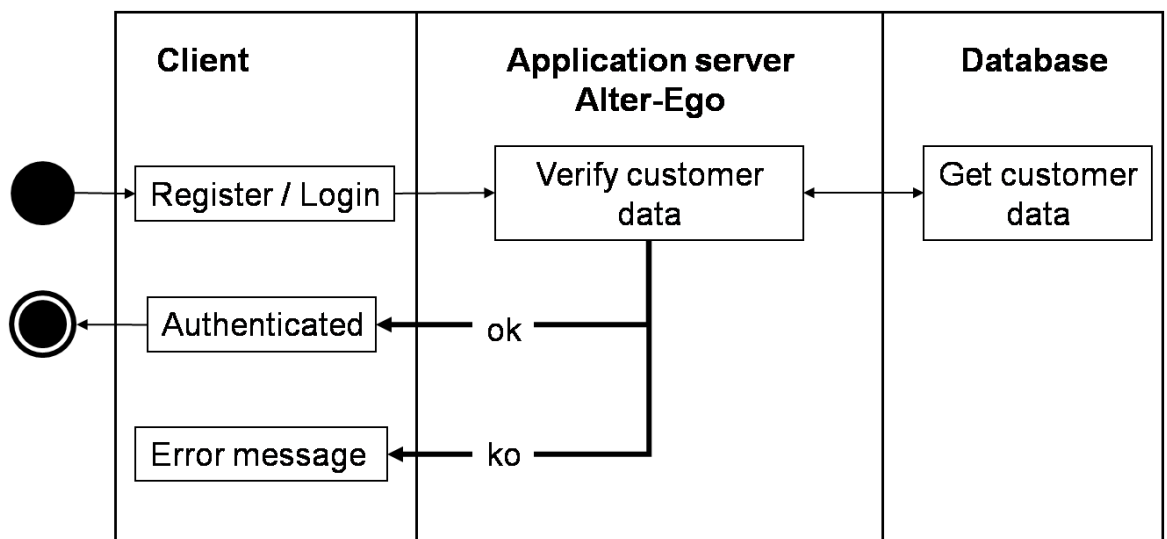 Client
Application server
Alter-Ego
Database
Register / Login
Verify customer
data
Get customer
data
Authenticated
ok
Error message
ko